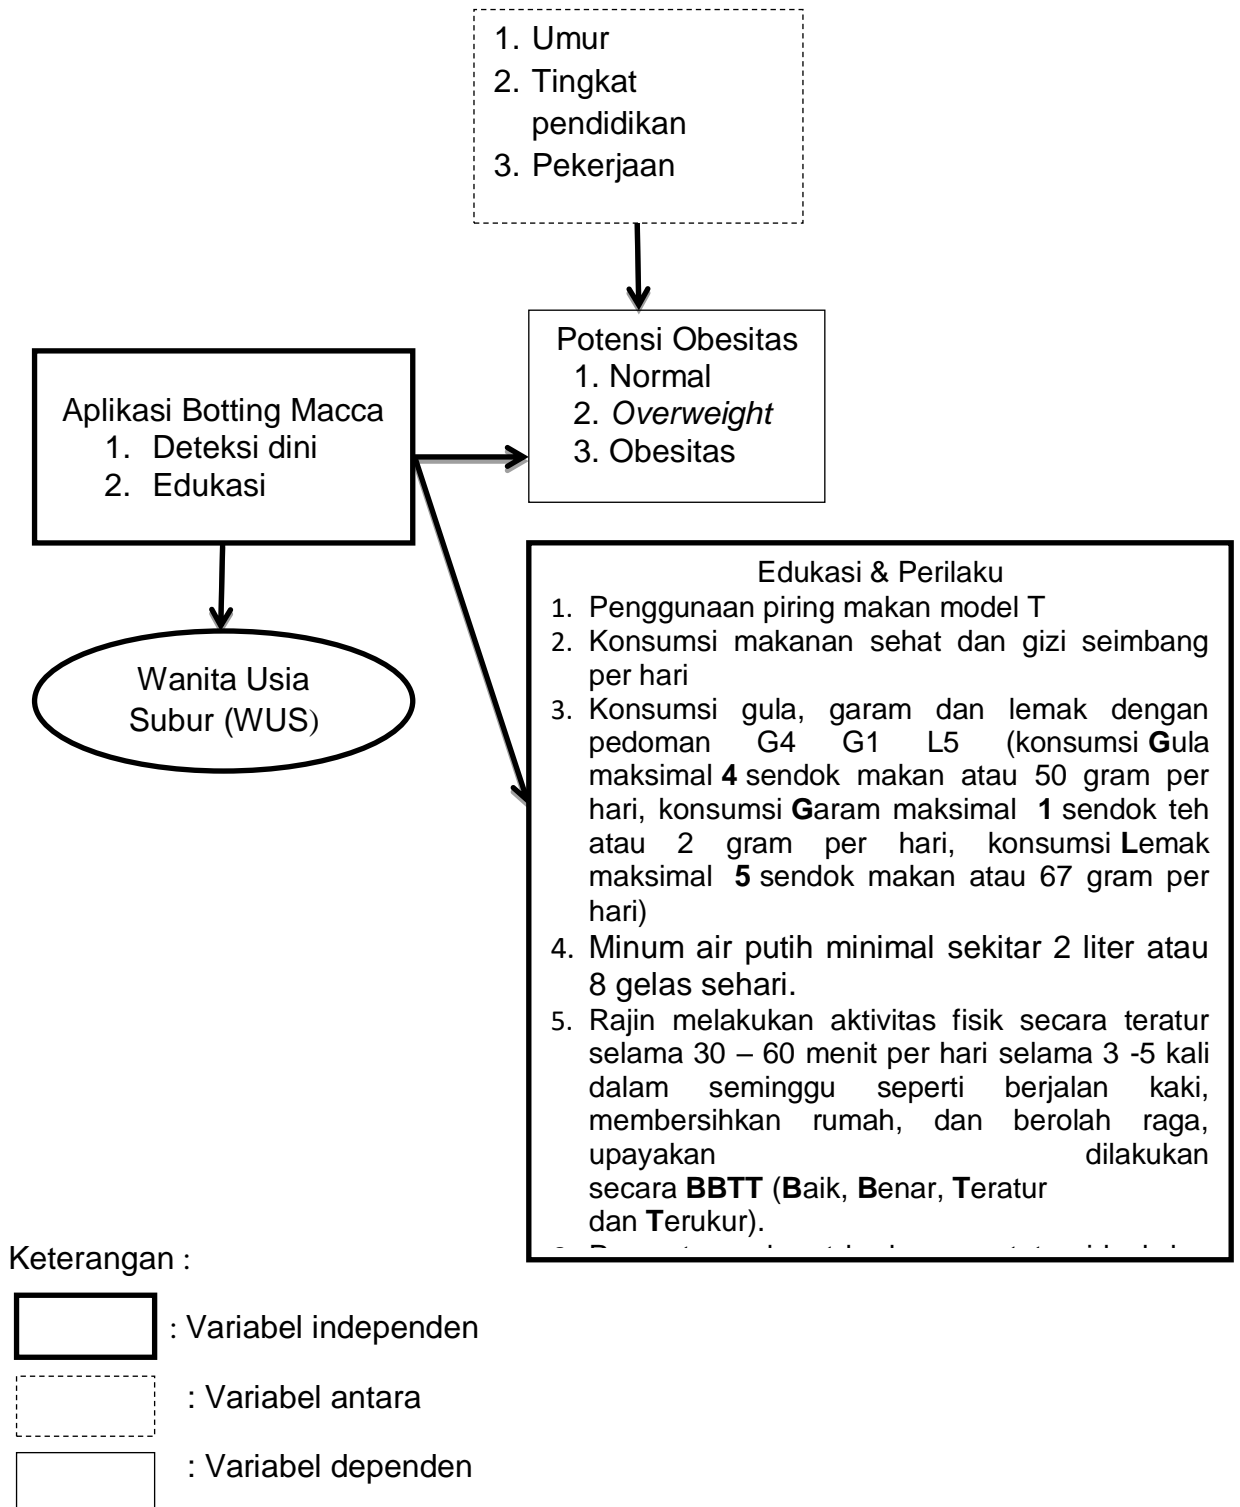 1. Umur
2. Tingkat
pendidikan
3. Pekerjaan
Potensi Obesitas
1. Normal
2. Overweight
3. Obesitas
Aplikasi Botting Macca
1. Deteksi dini
2. Edukasi
Wanita Usia
Subur (WUS)
Edukasi & Perilaku
1. Penggunaan piring makan model T
2. Konsumsi makanan sehat dan gizi seimbang
per hari
3. Konsumsi gula, garam dan lemak dengan
pedoman G4 G1 L5 (konsumsi Gula
maksimal 4 sendok makan atau 50 gram per
hari, konsumsi Garam maksimal 1 sendok teh
atau 2 gram per hari, konsumsi Lemak
maksimal 5 sendok makan atau 67 gram per
hari)
4. Minum air putih minimal sekitar 2 liter atau
8 gelas sehari.
5. Rajin melakukan aktivitas fisik secara teratur
selama 30 – 60 menit per hari selama 3 -5 kali
dalam seminggu seperti berjalan kaki,
membersihkan rumah, dan berolah raga,
upayakan dilakukan
secara BBTT (Baik, Benar, Teratur
dan Terukur).
Keterangan :
: Variabel independen
: Variabel antara
: Variabel dependen